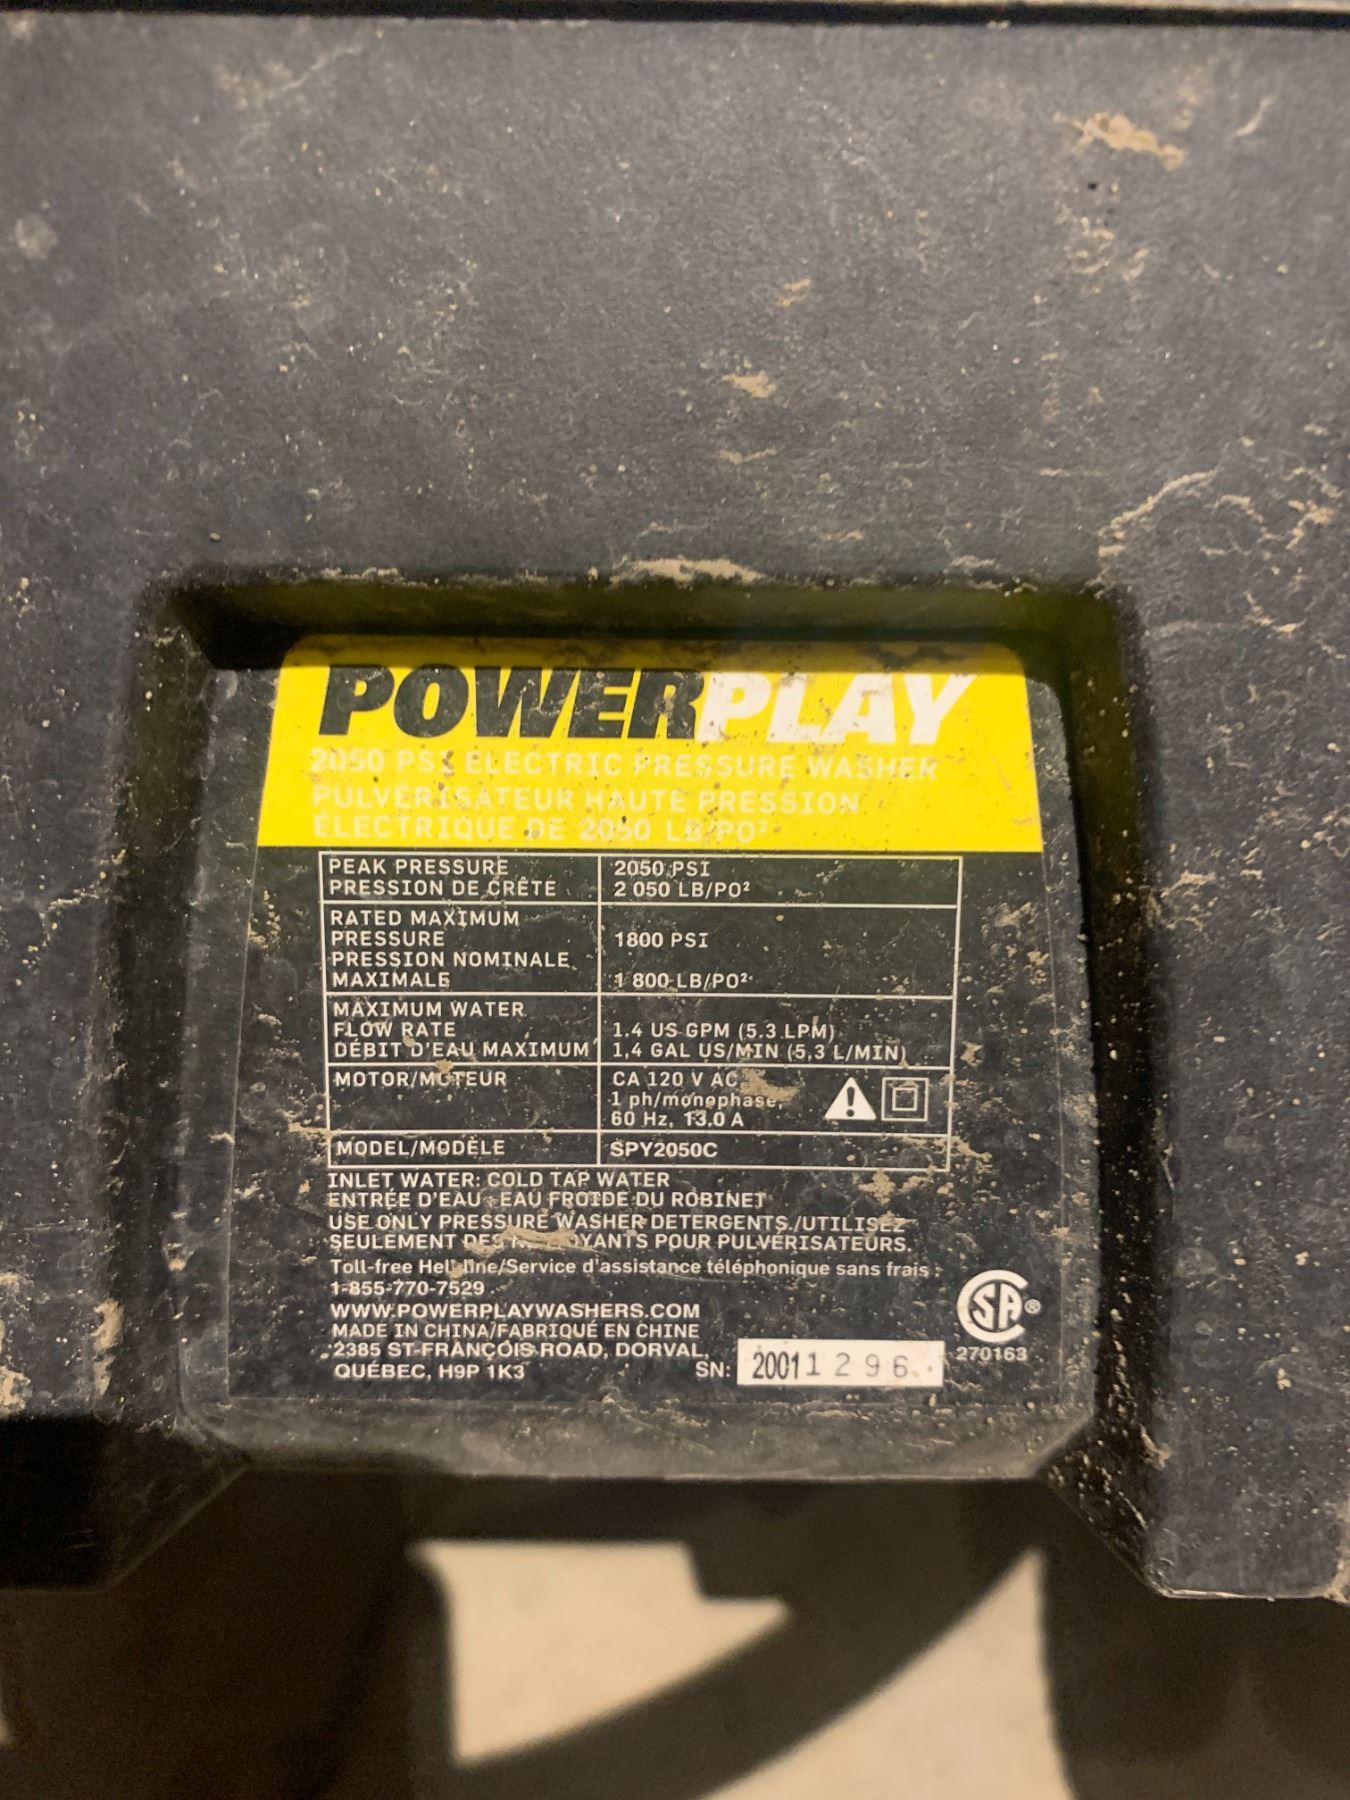 POWERPLAY
2050 PSI ELECTRIC PRESSURE WASHER
PULVÉRISATEUR HAUTE PRESSION
ÉLECTRIQUE DE 2050 LB/PO²
PEAK PRESSURE 2050 PSI
PRESSION DE CRÊTE 2 050 LB/PO²
RATED MAXIMUM
PRESSURE 1800 PSI
PRESSION NOMINALE
MAXIMALE 1 800 LB/PO²
MAXIMUM WATER
FLOW RATE 1.4 US GPM (5.3 LPM)
DÉBIT D'EAU MAXIMUM 1,4 GAL US/MIN (5,3 L/MIN)
MOTOR/MOTEUR CA 120 V AC
1 ph/monophase,
60 Hz, 13.0 A
MODEL/MODÈLE SPY2050C
INLET WATER: COLD TAP WATER
ENTRÉE D'EAU : EAU FROIDE DU ROBINET
USE ONLY PRESSURE WASHER DETERGENTS./UTILISEZ
SEULEMENT DES POUR PULVÉRISATEURS.
Toll-free Helpline/Service d'assistance téléphonique sans frais :
1-855-770-7529
WWW.POWERPLAYWASHERS.COM
MADE IN CHINA/FABRIQUÉ EN CHINE
2385 ST-FRANÇOIS ROAD, DORVAL,
QUÉBEC, H9P 1K3
SN: 20011296
SA®
270163